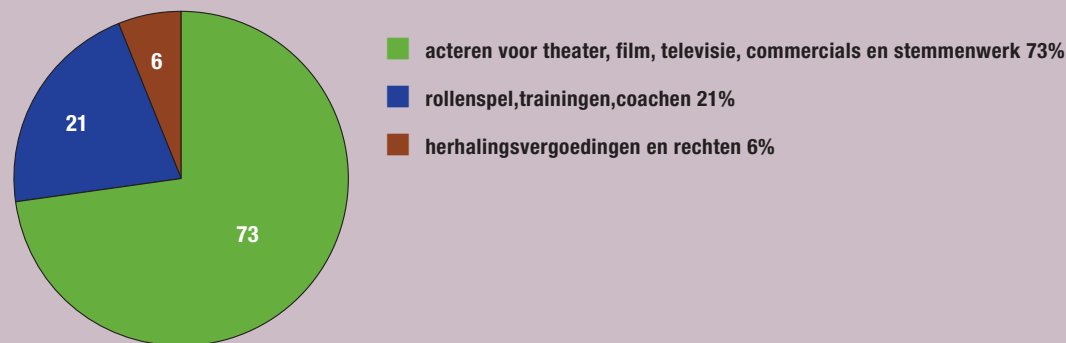 6
acteren voor theater, film, televisie, commercials en stemmenwerk 73%
rollenspel,trainingen,coachen 21%
21
herhalingsvergoedingen en rechten 6%
73